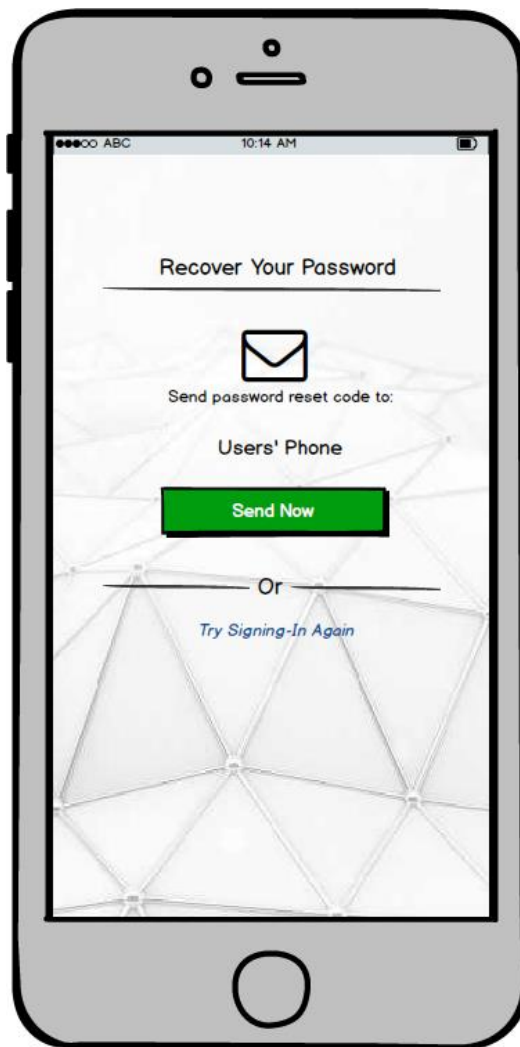 ABC 10:14 AM
Recover Your Password
Send password reset code to:
Users' Phone
Send Now
Or
Try Signing-In Again